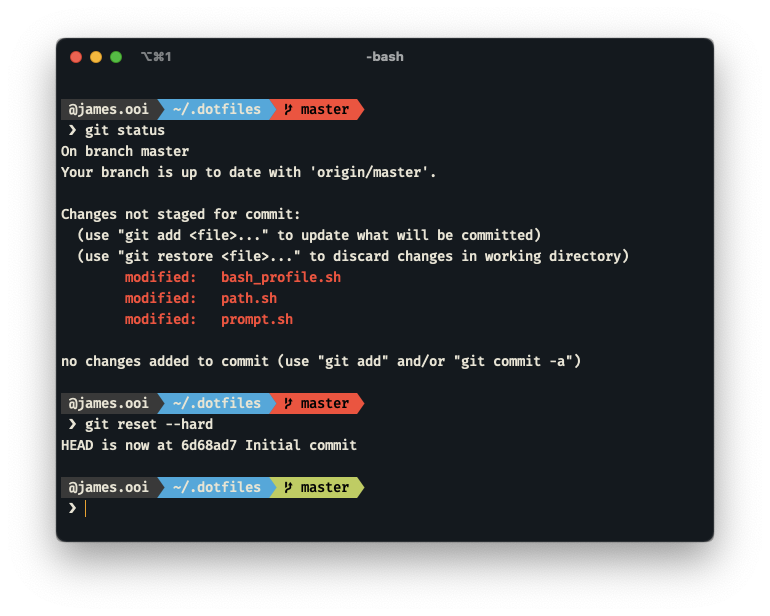 ⌥⌘1 -bash
@james.ooi ~/.dotfiles master
❯ git status
On branch master
Your branch is up to date with 'origin/master'.
Changes not staged for commit:
(use "git add <file>..." to update what will be committed)
(use "git restore <file>..." to discard changes in working directory)
modified: bash_profile.sh
modified: path.sh
modified: prompt.sh
no changes added to commit (use "git add" and/or "git commit -a")
@james.ooi ~/.dotfiles master
❯ git reset --hard
HEAD is now at 6d68ad7 Initial commit
@james.ooi ~/.dotfiles master
❯